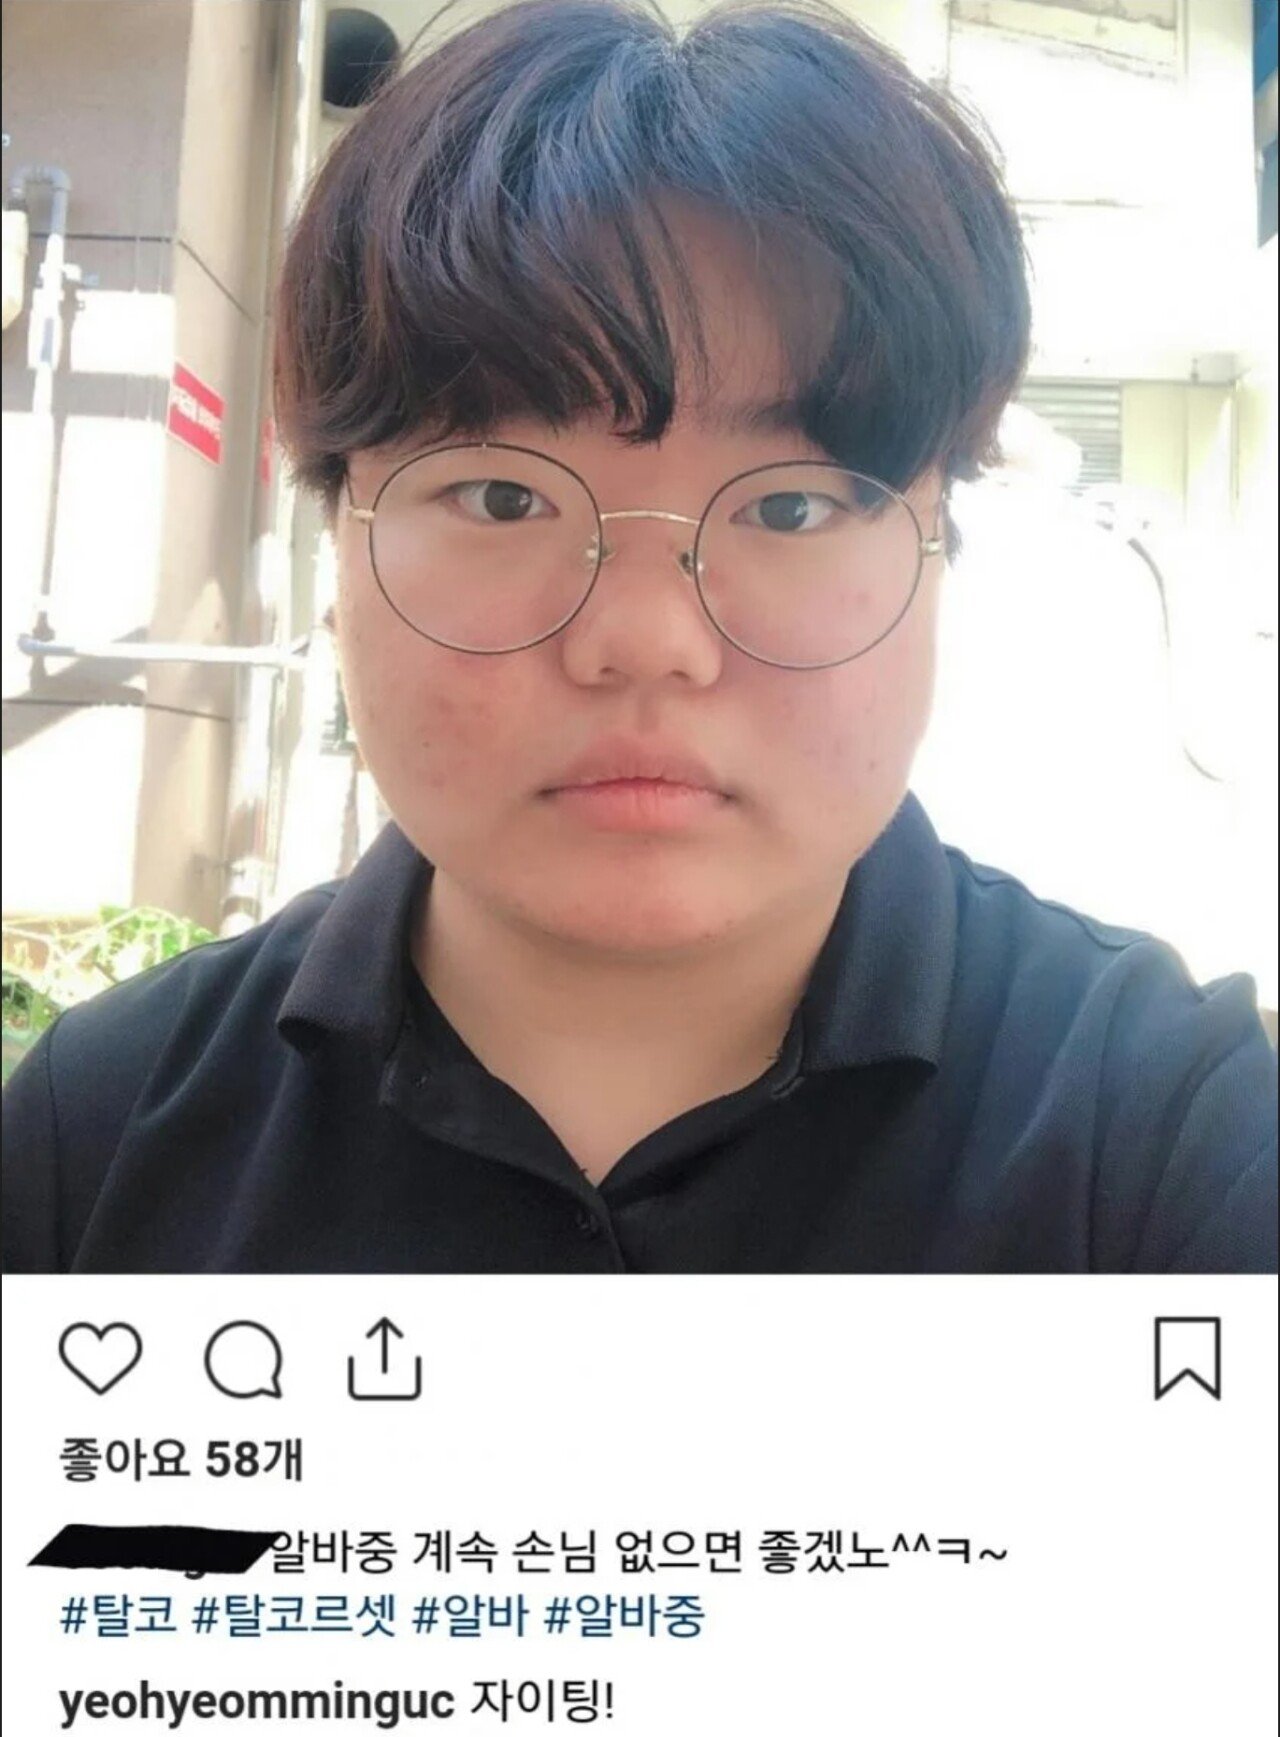 좋아요 58개
알바중 계속 손님 없으면 좋겠노^^ㅋ~
#탈코 #탈코르셋 #알바 #알바중
yeohyeommminguc 자이팅!